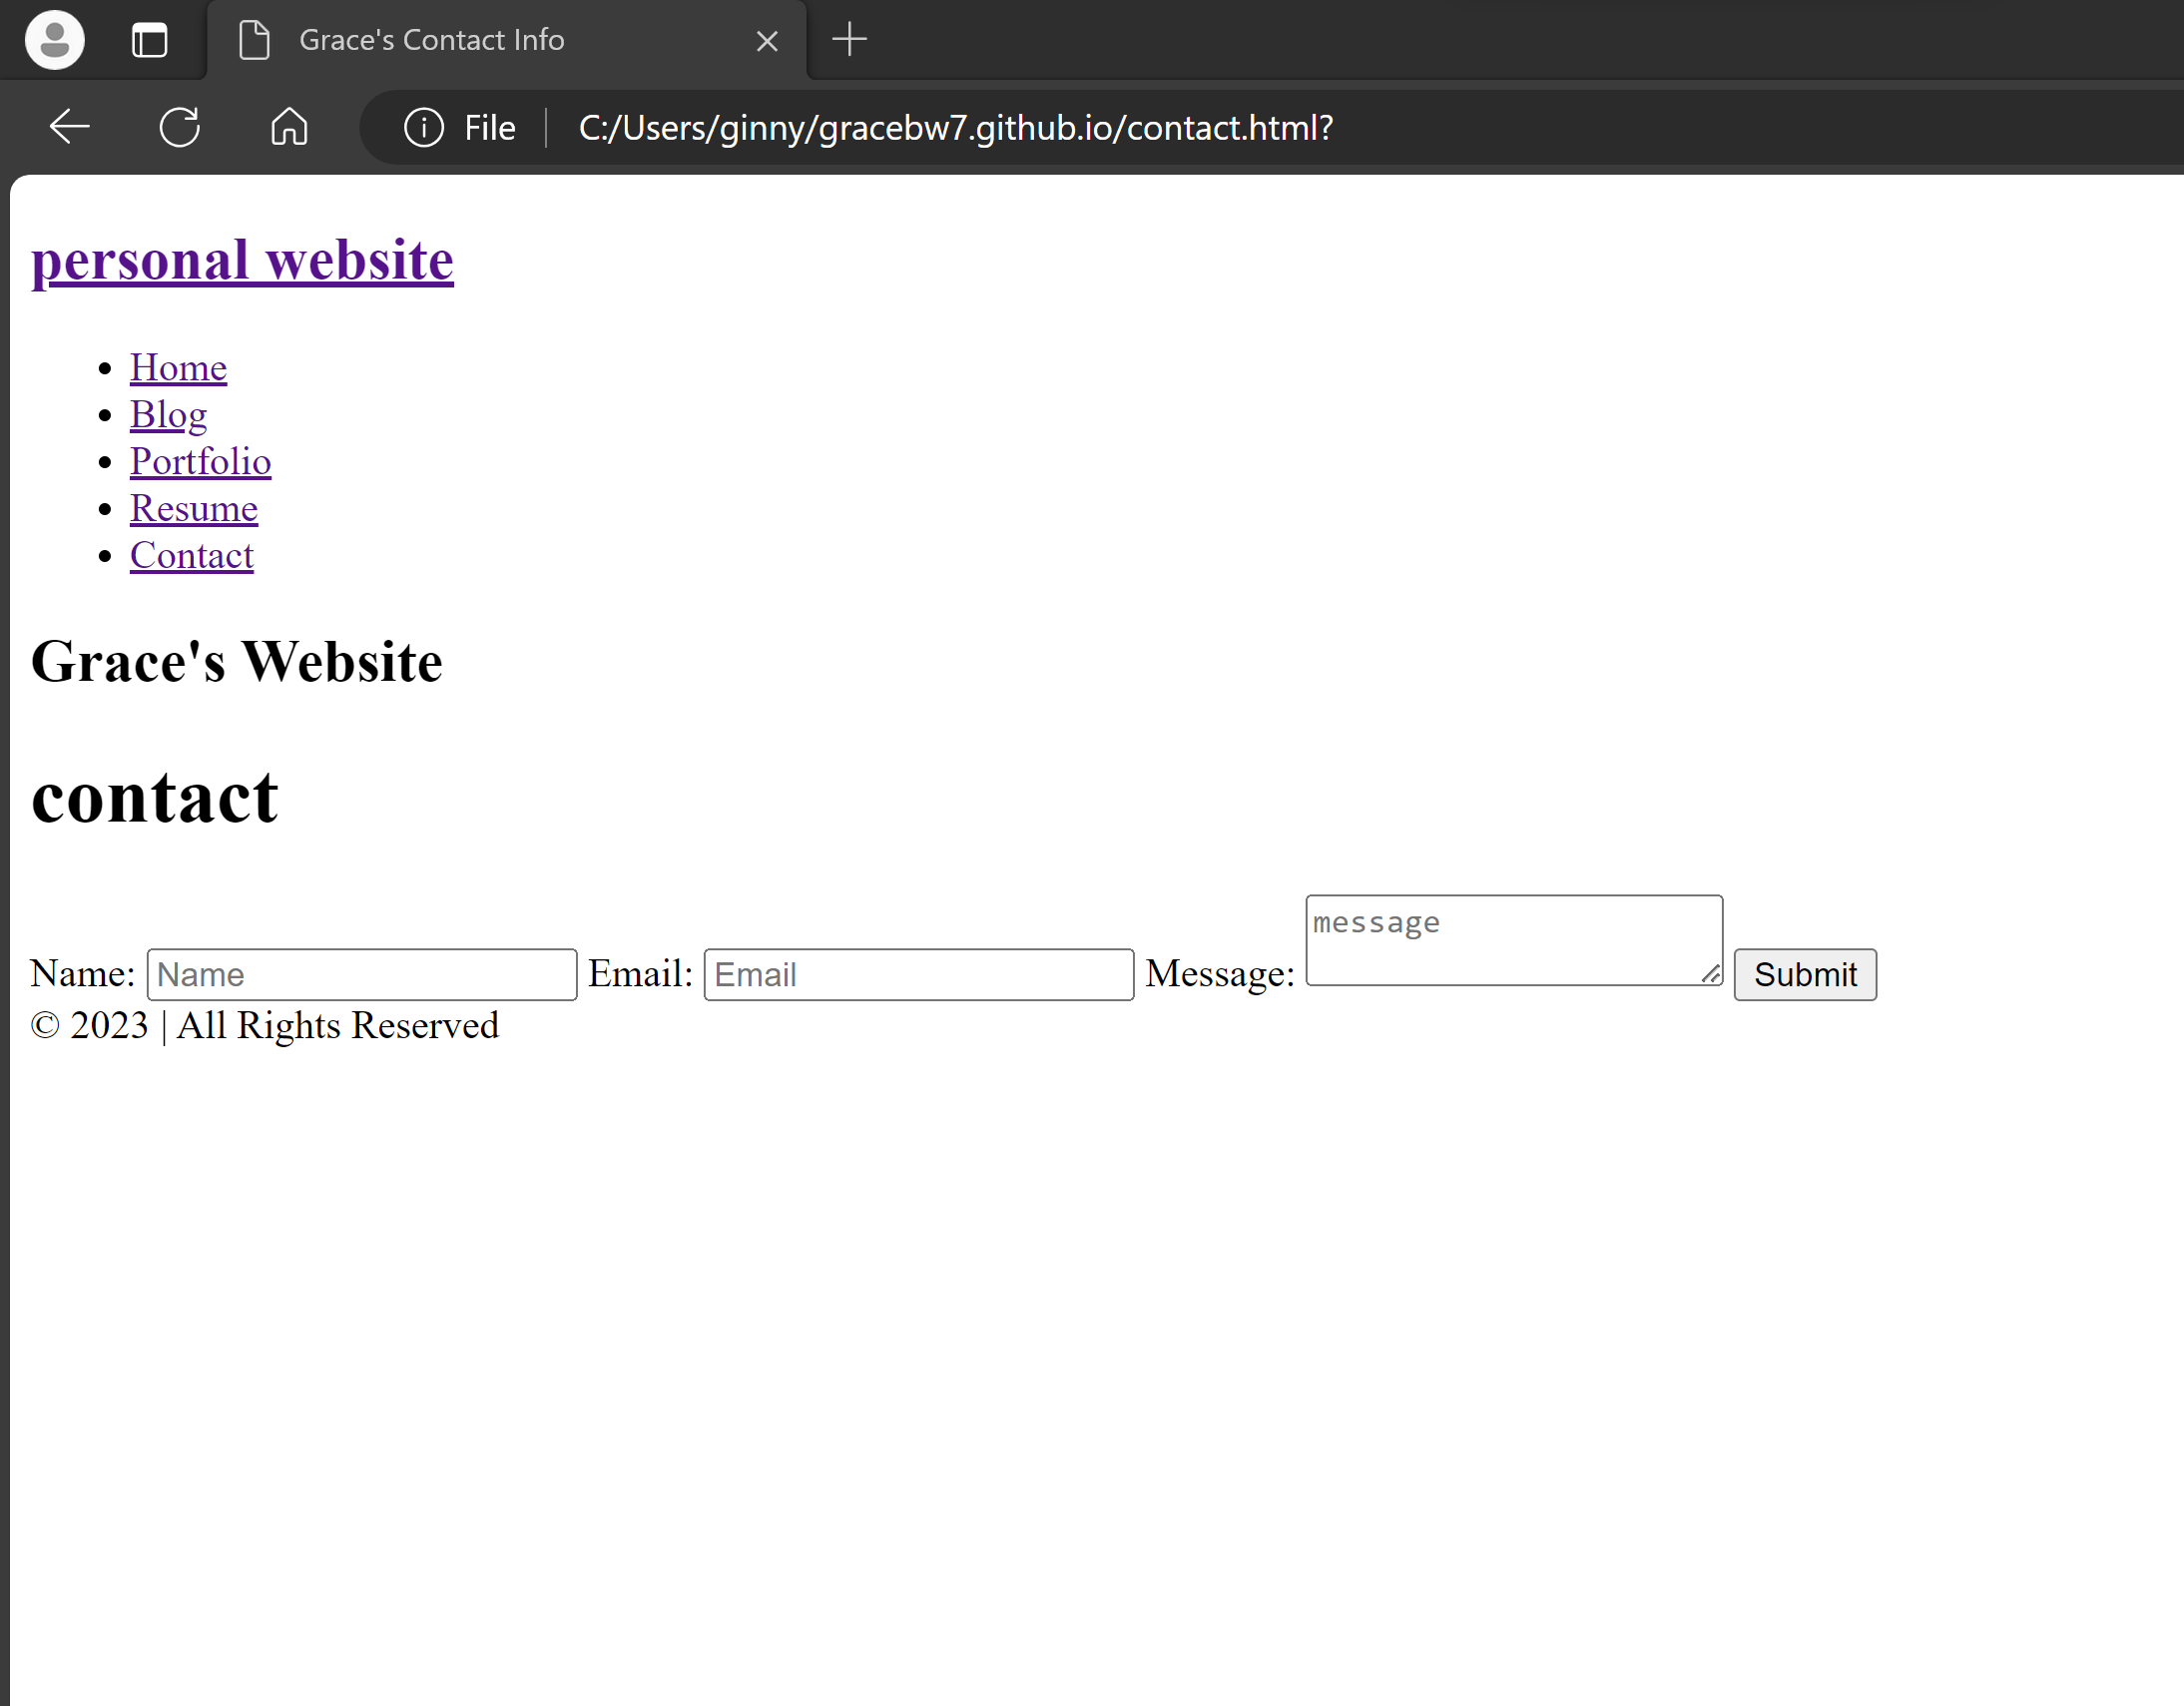 Grace's Contact Info
File C:/Users/ginny/gracebw7.github.io/contact.html?
personal website
Home
Blog
Portfolio
Resume
Contact
Grace's Website
contact
Name: Name Email: Email Message: message Submit
© 2023 | All Rights Reserved